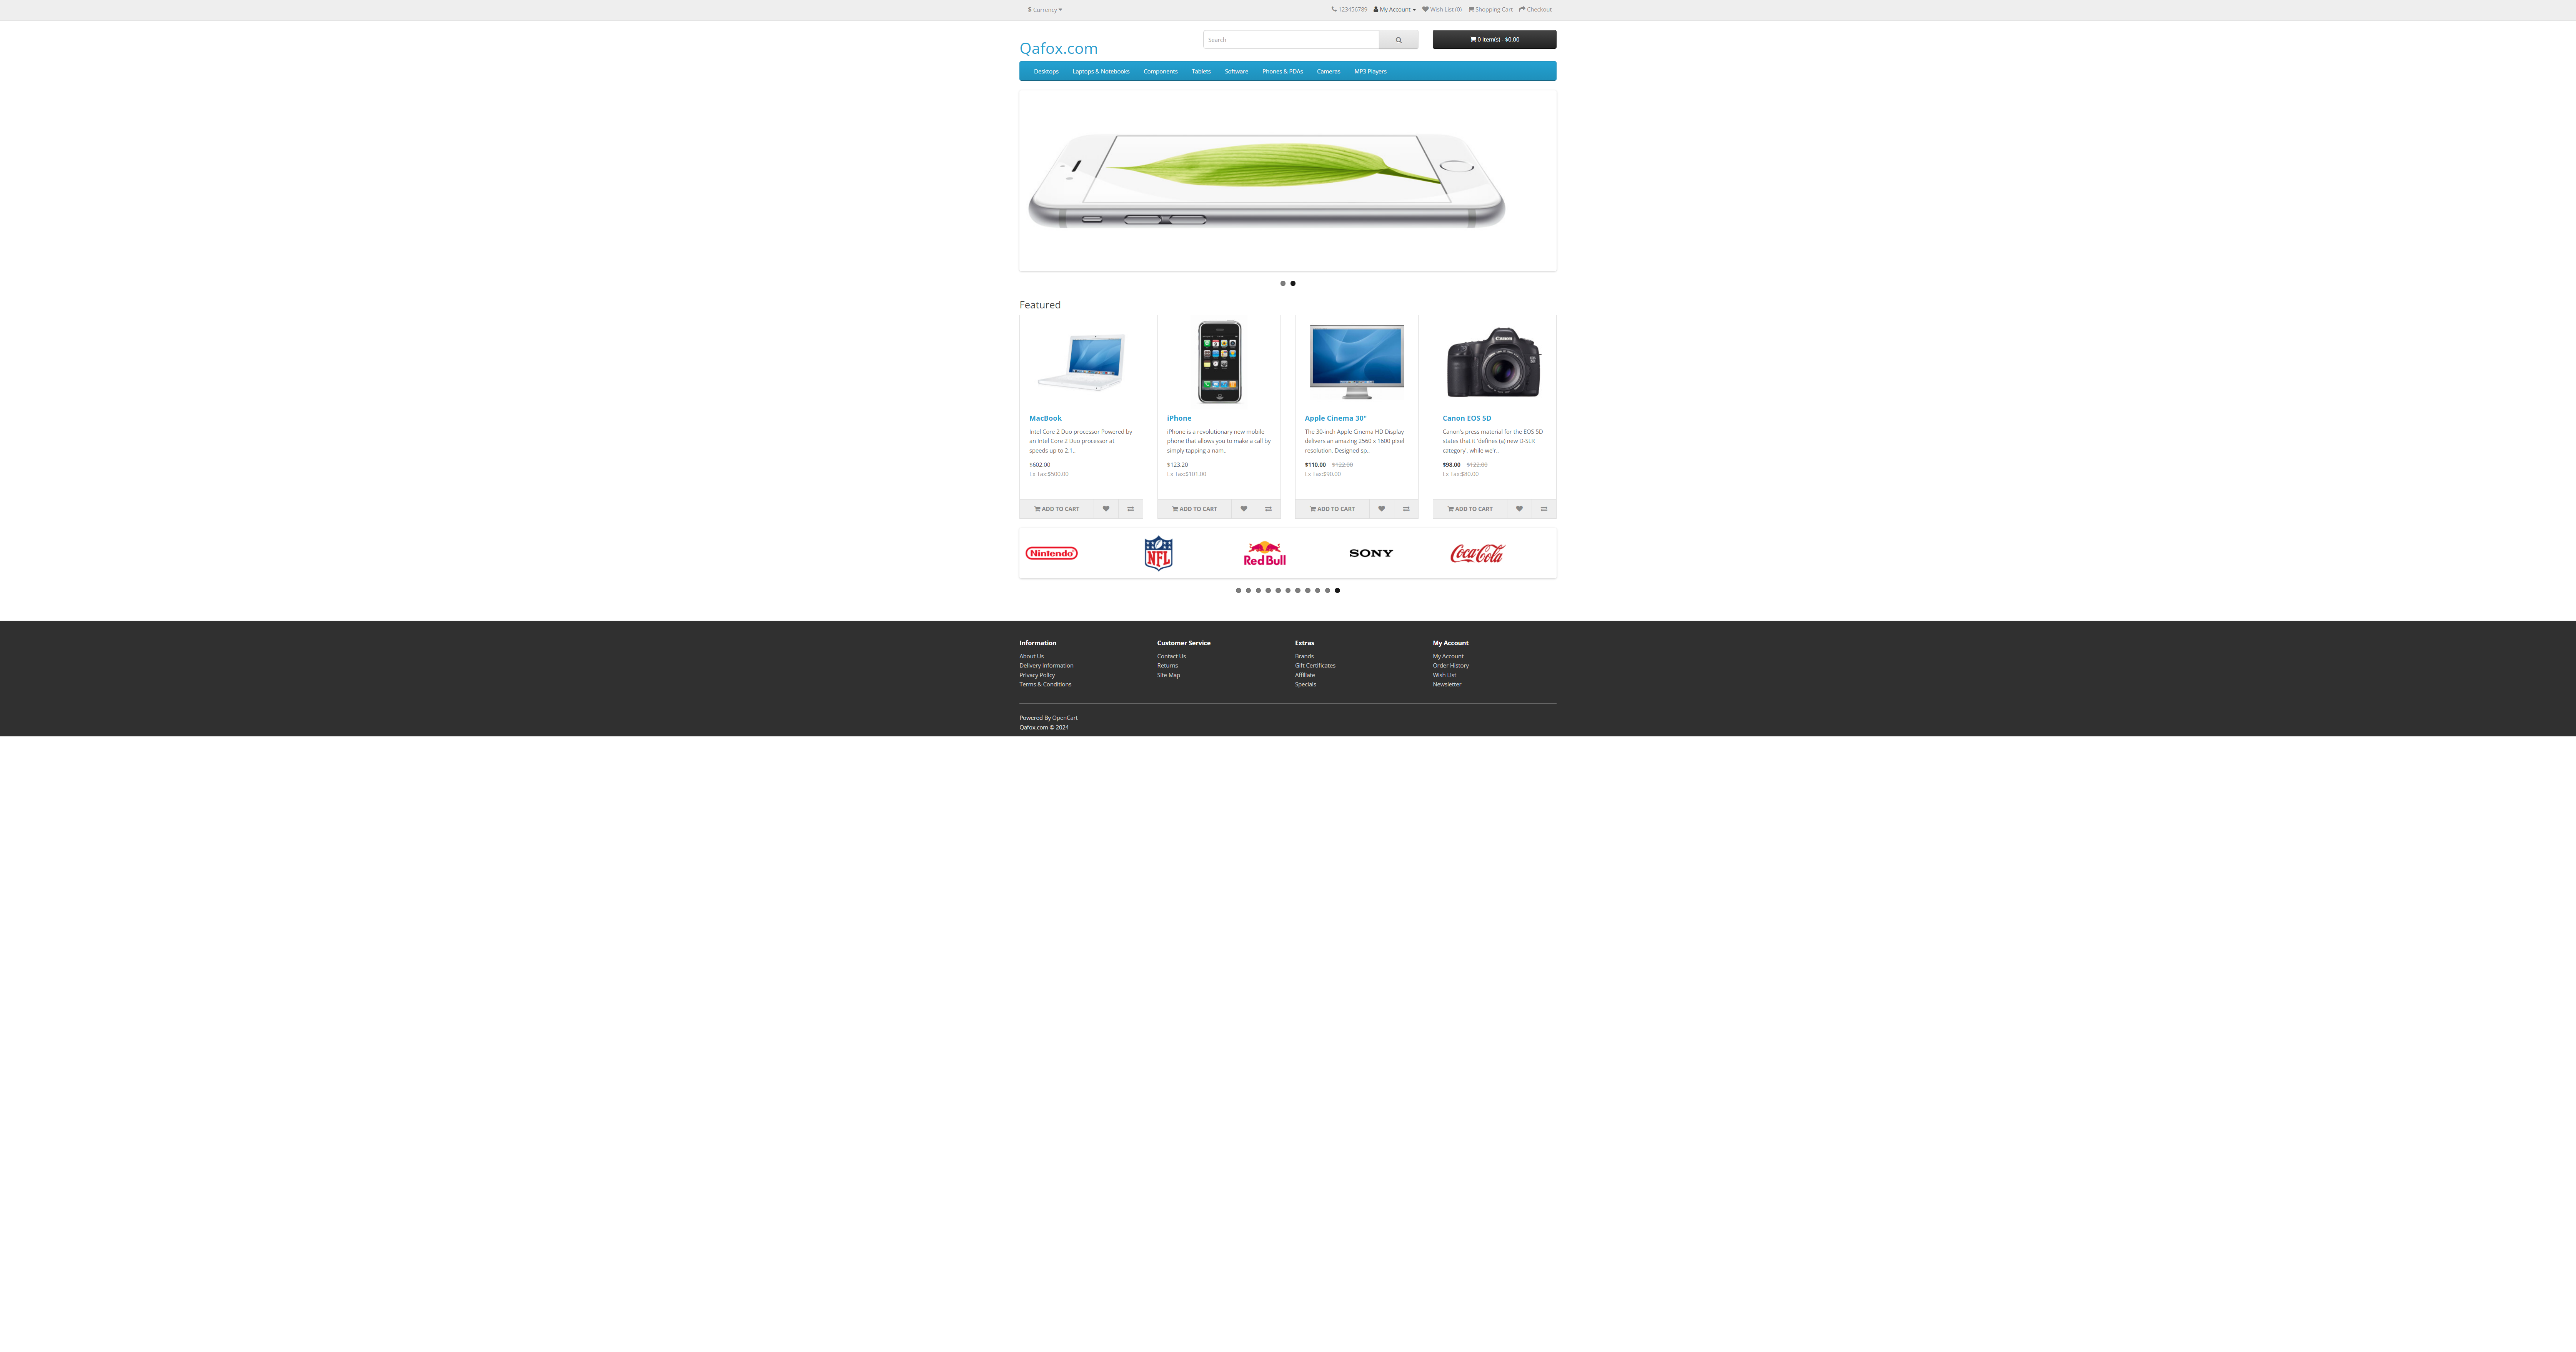 $ Currency
123456789 My Account Wish List (0) Shopping Cart Checkout
Qafox.com
Search
0 item(s) - $0.00
Desktops Laptops & Notebooks Components Tablets Software Phones & PDAs Cameras MP3 Players
Featured
MacBook
Intel Core 2 Duo processor Powered by
an Intel Core 2 Duo processor at
speeds up to 2.1..
$602.00
Ex Tax:$500.00
ADD TO CART
iPhone
iPhone is a revolutionary new mobile
phone that allows you to make a call by
simply tapping a nam..
$123.20
Ex Tax:$101.00
ADD TO CART
Apple Cinema 30"
The 30-inch Apple Cinema HD Display
delivers an amazing 2560 x 1600 pixel
resolution. Designed sp..
$110.00 $122.00
Ex Tax:$90.00
ADD TO CART
Canon
Canon EOS 5D
Canon's press material for the EOS 5D
states that it 'defines (a) new D-SLR
category', while we'r..
$98.00 $122.00
Ex Tax:$80.00
ADD TO CART
Nintendo
NFL
Red Bull
SONY
Coca-Cola
Information
About Us
Delivery Information
Privacy Policy
Terms & Conditions
Customer Service
Contact Us
Returns
Site Map
Extras
Brands
Gift Certificates
Affiliate
Specials
My Account
My Account
Order History
Wish List
Newsletter
Powered By OpenCart
Qafox.com © 2024